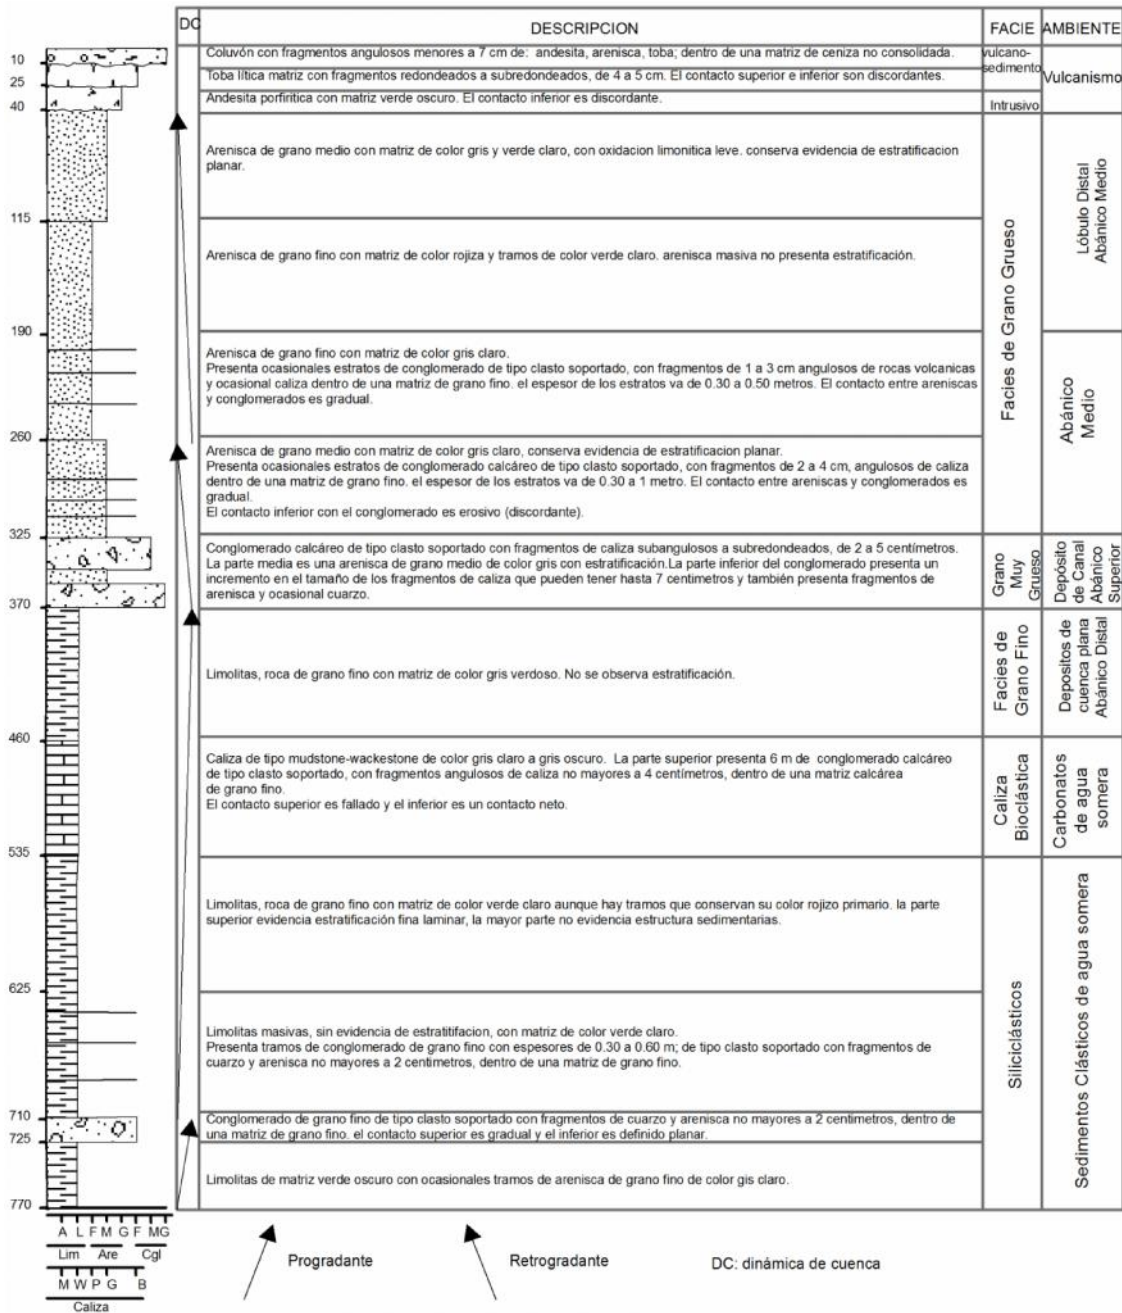 DC DESCRIPCION FACIE AMBIENTE
10
25
40
115
190
260
325
370
460
535
625
710
725
770
Coluvón con fragmentos angulosos menores a 7 cm de: andesita, arenisca, toba; dentro de una matriz de ceniza no consolidada.
Toba lítica matriz con fragmentos redondeados a subredondeados, de 4 a 5 cm. El contacto superior e inferior son discordantes.
vulcano-
sedimento
Vulcanismo
Andesita porfiritica con matriz verde oscuro. El contacto inferior es discordante.
Intrusivo
Arenisca de grano medio con matriz de color gris y verde claro, con oxidacion limonitica leve. conserva evidencia de estratificacion
planar.
Arenisca de grano fino con matriz de color rojiza y tramos de color verde claro. arenisca masiva no presenta estratificación.
Lóbulo Distal
Abánico Medio
Arenisca de grano fino con matriz de color gris claro.
Presenta ocasionales estratos de conglomerado de tipo clasto soportado, con fragmentos de 1 a 3 cm angulosos de rocas volcanicas
y ocasional caliza dentro de una matriz de grano fino. el espesor de los estratos va de 0.30 a 0.50 metros. El contacto entre areniscas
y conglomerados es gradual.
Arenisca de grano medio con matriz de color gris claro, conserva evidencia de estratificacion planar.
Presenta ocasionales estratos de conglomerado calcáreo de tipo clasto soportado, con fragmentos de 2 a 4 cm, angulosos de caliza
dentro de una matriz de grano fino. el espesor de los estratos va de 0.30 a 1 metro. El contacto entre areniscas y conglomerados es
gradual.
El contacto inferior con el conglomerado es erosivo (discordante).
Facies de Grano Grueso
Abánico
Medio
Conglomerado calcáreo de tipo clasto soportado con fragmentos de caliza subangulosos a subredondeados, de 2 a 5 centímetros.
La parte media es una arenisca de grano medio de color gris con estratificación.La parte inferior del conglomerado presenta un
incremento en el tamaño de los fragmentos de caliza que pueden tener hasta 7 centimetros y también presenta fragmentos de
arenisca y ocasional cuarzo.
Grano
Muy
Grueso
Depósito
de Canal
Abánico
Superior
Limolitas, roca de grano fino con matriz de color gris verdoso. No se observa estratificación.
Facies de
Grano Fino
Depositos de
cuenca plana
Abánico Distal
Caliza de tipo mudstone-wackestone de color gris claro a gris oscuro. La parte superior presenta 6 m de conglomerado calcáreo
de tipo clasto soportado, con fragmentos angulosos de caliza no mayores a 4 centímetros, dentro de una matriz calcárea
de grano fino.
El contacto superior es fallado y el inferior es un contacto neto.
Caliza
Bioclástica
Carbonatos
de agua
somera
Limolitas, roca de grano fino con matriz de color verde claro aunque hay tramos que conservan su color rojizo primario. la parte
superior evidencia estratificación fina laminar, la mayor parte no evidencia estructura sedimentarias.
Limolitas masivas, sin evidencia de estratitifacion, con matriz de color verde claro.
Presenta tramos de conglomerado de grano fino con espesores de 0.30 a 0.60 m; de tipo clasto soportado con fragmentos de
cuarzo y arenisca no mayores a 2 centimetros, dentro de una matriz de grano fino.
Conglomerado de grano fino de tipo clasto soportado con fragmentos de cuarzo y arenisca no mayores a 2 centimetros, dentro de
una matriz de grano fino. el contacto superior es gradual y el inferior es definido planar.
Limolitas de matriz verde oscuro con ocasionales tramos de arenisca de grano fino de color gis claro.
Siliciclásticos
Sedimentos Clásticos de agua somera
A L F M G F MG
Lim Are Cgl
M W P G B
Caliza
Progradante
Retrogradante
DC: dinámica de cuenca